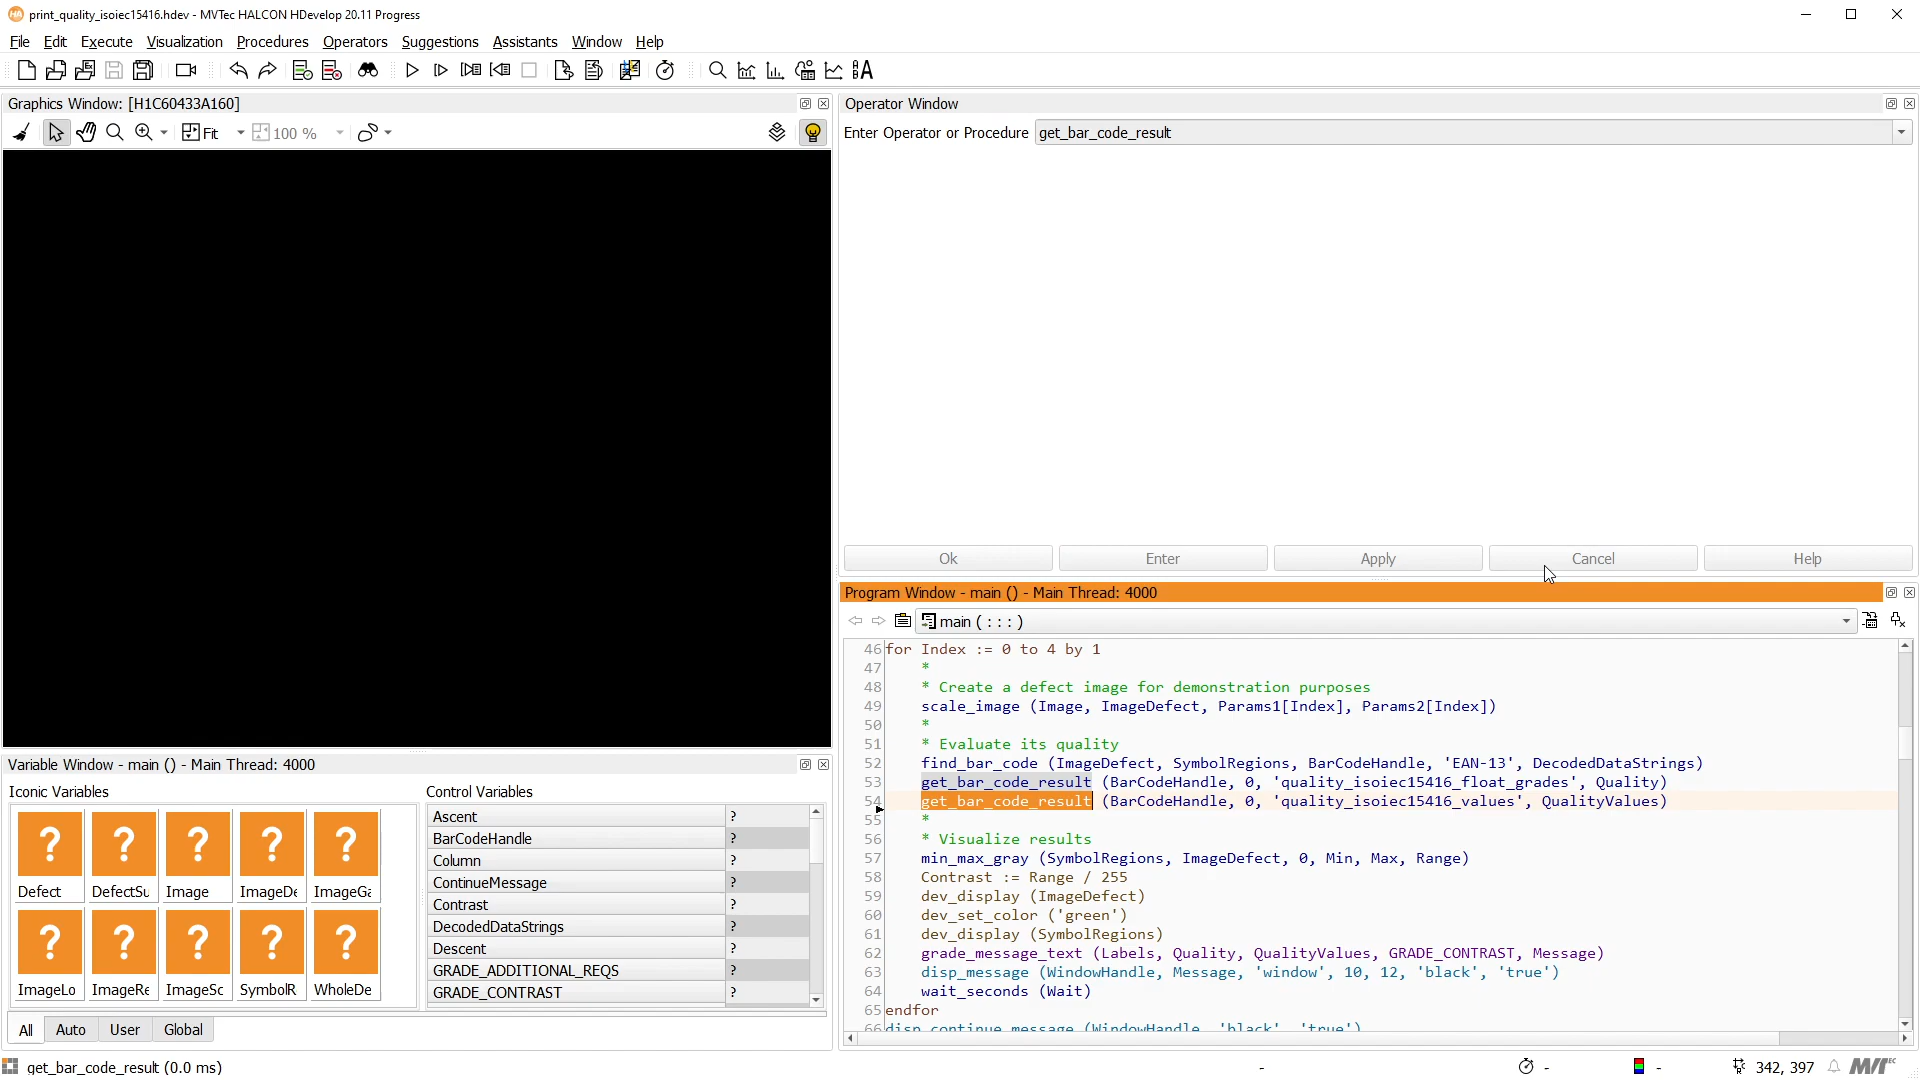 print_quality_isoiec15416.hdev - MVTec HALCON HDevelop 20.11 Progress
File Edit Execute Visualization Procedures Operators Suggestions Assistants Window Help
Graphics Window: [H1C60433A160]
Fit 100 %
Operator Window
Enter Operator or Procedure get_bar_code_result
Ok Enter Apply Cancel Help
Program Window - main () - Main Thread: 4000
main ( : : : )
46 for Index := 0 to 4 by 1
47 *
48 * Create a defect image for demonstration purposes
49 scale_image (Image, ImageDefect, Params1[Index], Params2[Index])
50 *
51 * Evaluate its quality
52 find_bar_code (ImageDefect, SymbolRegions, BarCodeHandle, 'EAN-13', DecodedDataStrings)
53 get_bar_code_result (BarCodeHandle, 0, 'quality_isoiec15416_float_grades', Quality)
54 get_bar_code_result (BarCodeHandle, 0, 'quality_isoiec15416_values', QualityValues)
55 *
56 * Visualize results
57 min_max_gray (SymbolRegions, ImageDefect, 0, Min, Max, Range)
58 Contrast := Range / 255
59 dev_display (ImageDefect)
60 dev_set_color ('green')
61 dev_display (SymbolRegions)
62 grade_message_text (Labels, Quality, QualityValues, GRADE_CONTRAST, Message)
63 disp_message (WindowHandle, Message, 'window', 10, 12, 'black', 'true')
64 wait_seconds (Wait)
65 endfor
66 disp_continue_message (WindowHandle, 'black', 'true')
Variable Window - main () - Main Thread: 4000
Iconic Variables
Defect DefectSu Image ImageDe ImageGa
ImageLo ImageRe ImageSc SymbolR WholeDe
Control Variables
Ascent ?
BarCodeHandle ?
Column ?
ContinueMessage ?
Contrast ?
DecodedDataStrings ?
Descent ?
GRADE_ADDITIONAL_REQS ?
GRADE_CONTRAST ?
All Auto User Global
get_bar_code_result (0.0 ms)
- - - 342, 397